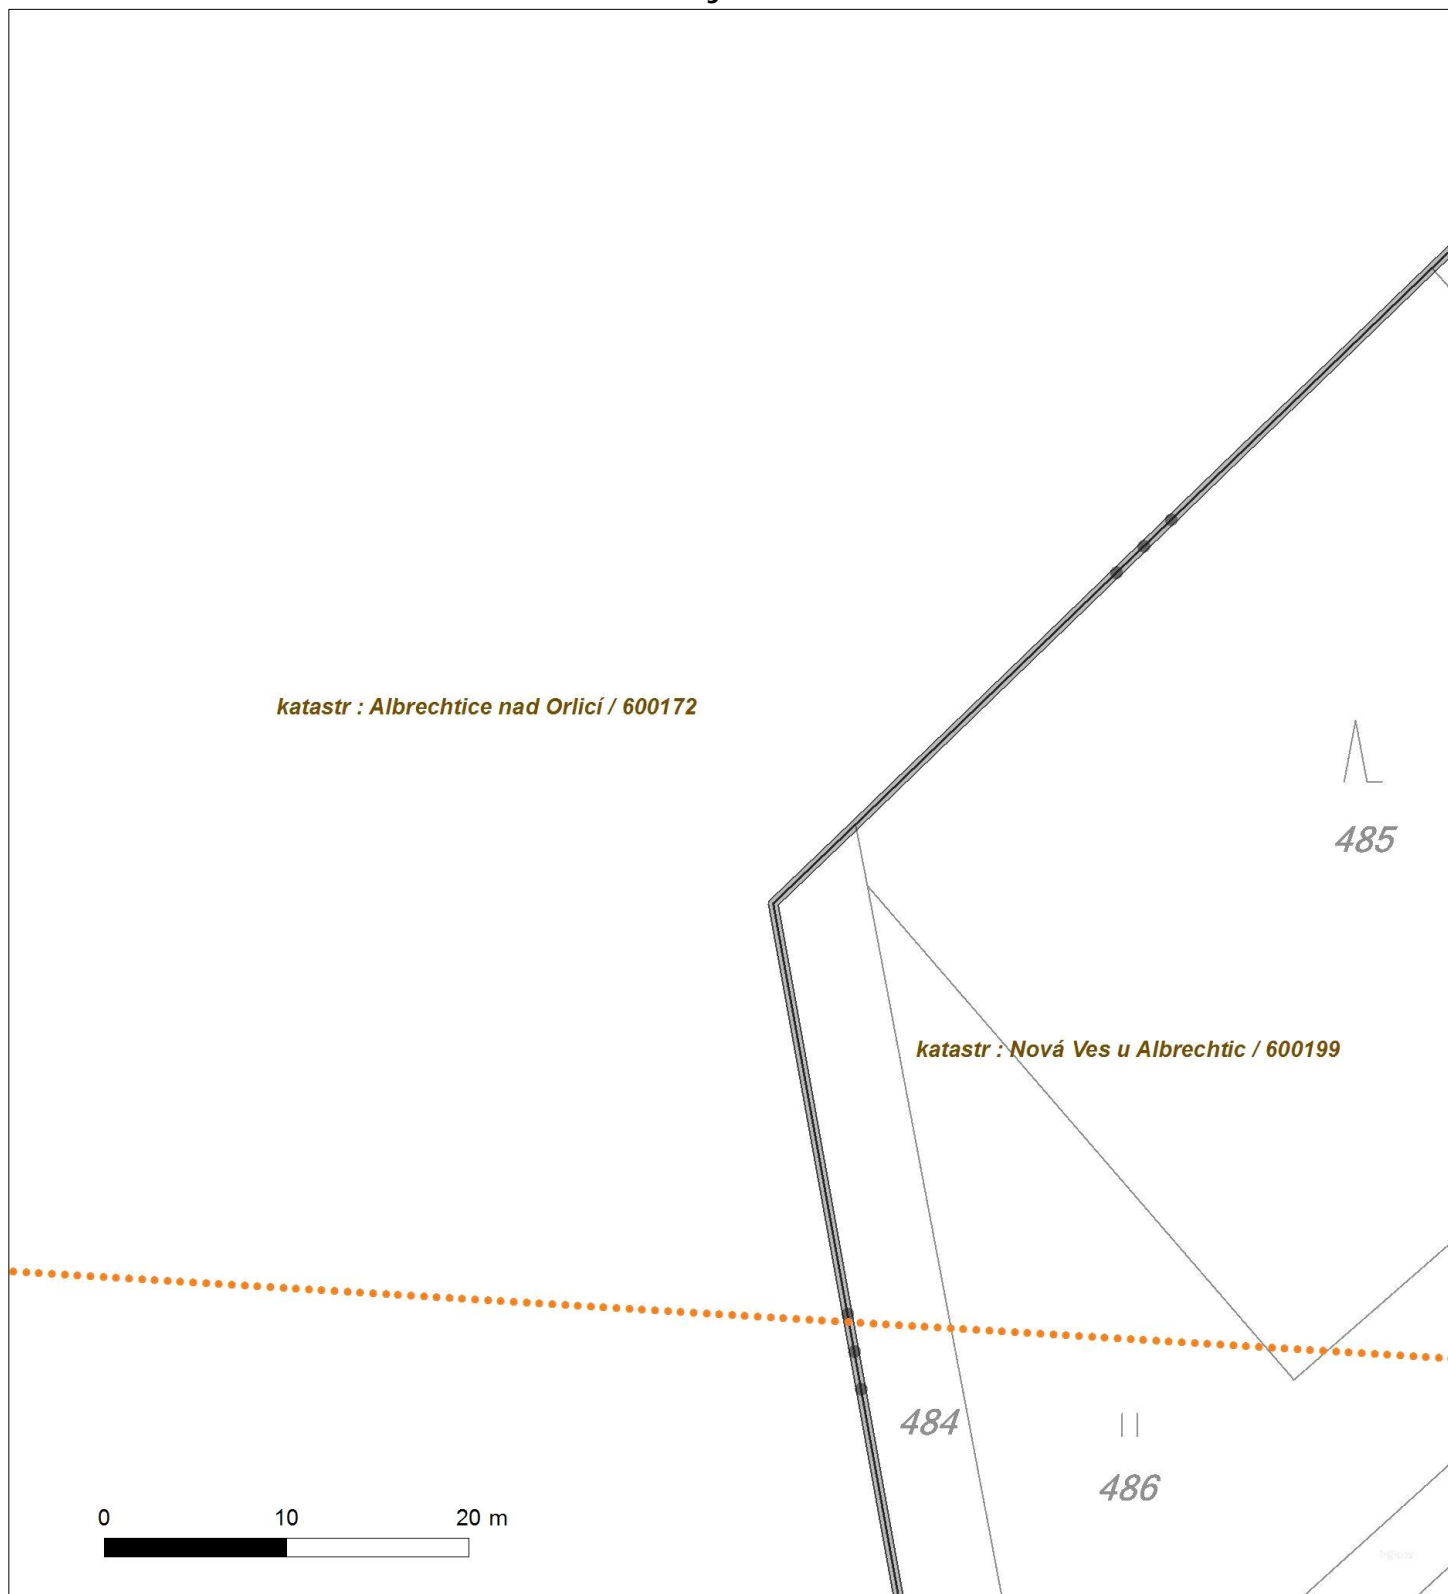 katastr : Albrechtice nad Orlicí / 600172
485
katastr : Nová Ves u Albrechtic / 600199
484
486
0 10 20 m